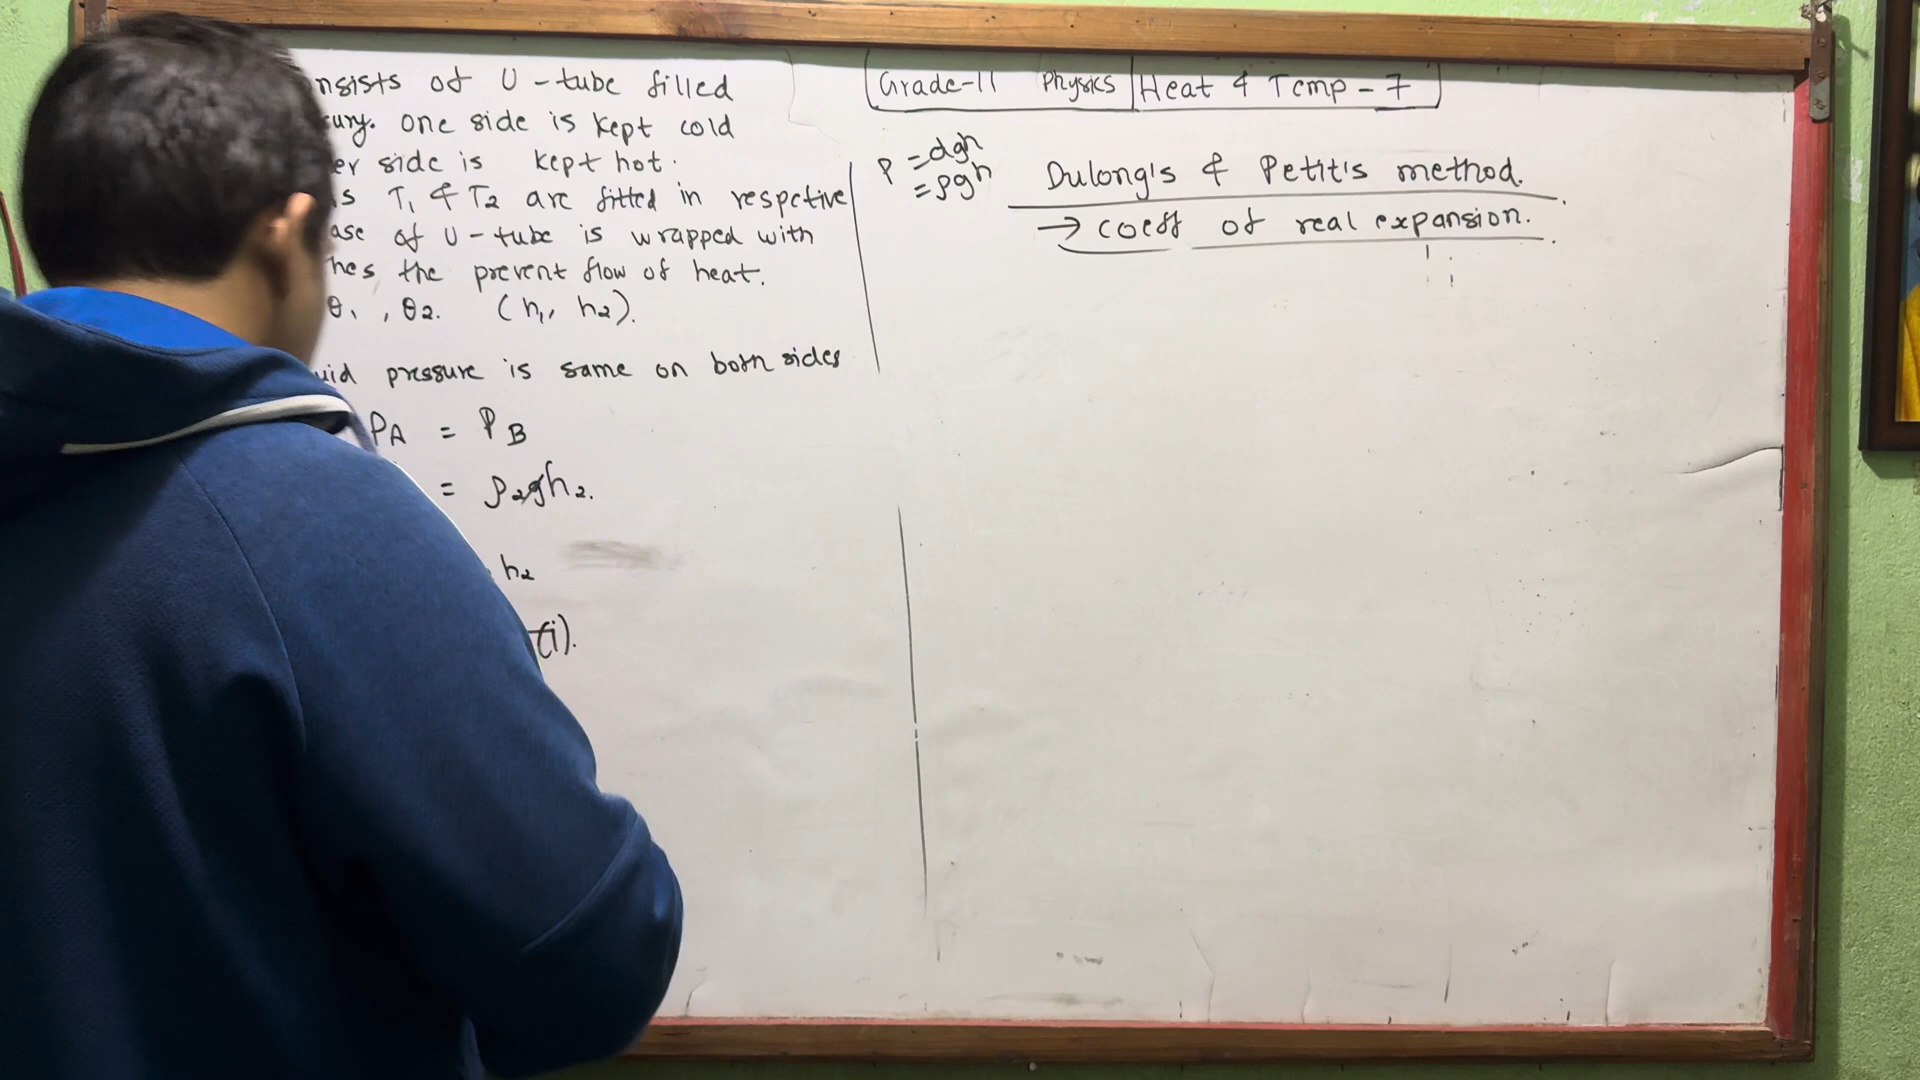 nsists of U-tube filled
cury. one side is kept cold
er side is kept hot.
s T₁ & T₂ are fitted in respctive
ase of U-tube is wrapped with
hes the prevent flow of heat.
θ₁, θ₂. (h₁, h₂).
uid pressure is same on both sides
PA = PB
= ρ₂gh₂.
h₂
(i).
Grade-11 Physics Heat & Temp-7
P = dgh
= ρgh
Dulong's & Petit's method.
→ coeff of real expansion.